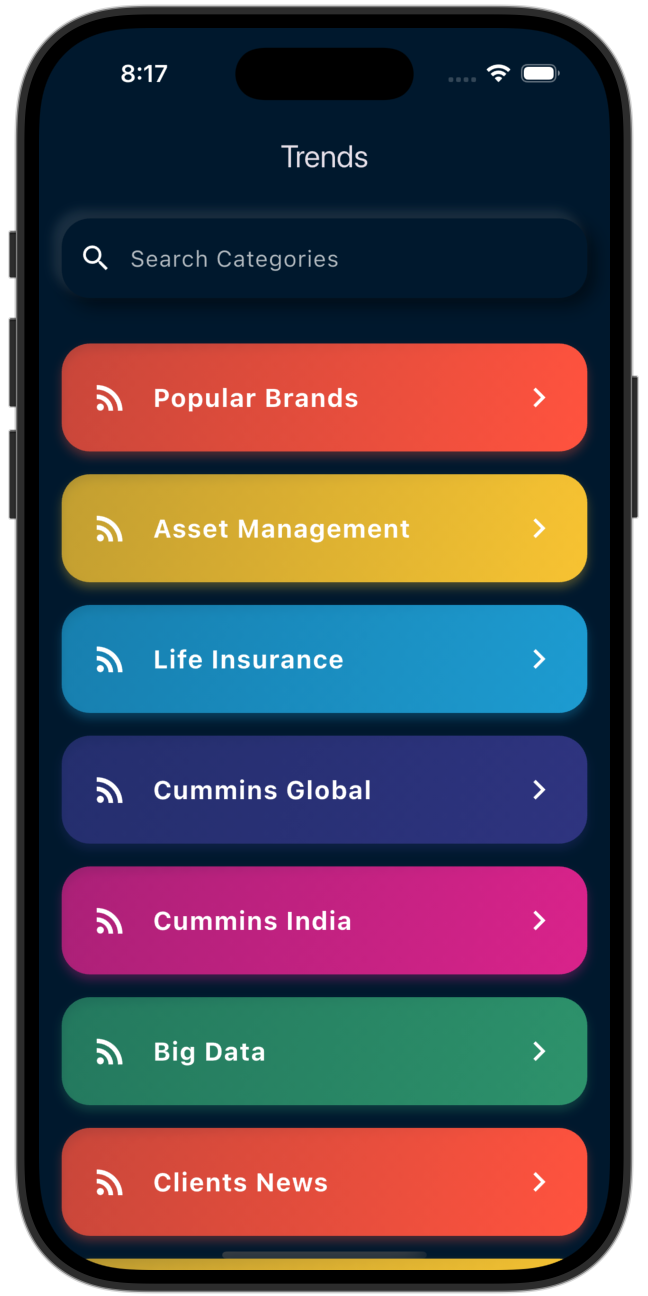 8:17
Trends
Search Categories
Popular Brands
Asset Management
Life Insurance
Cummins Global
Cummins India
Big Data
Clients News